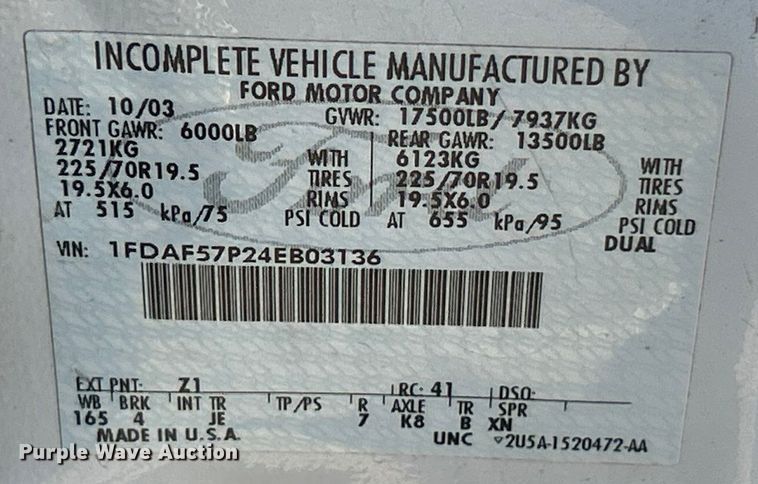 INCOMPLETE VEHICLE MANUFACTURED BY
FORD MOTOR COMPANY
DATE: 10/03 GVWR: 17500LB / 7937KG
FRONT GAWR: 6000LB REAR GAWR: 13500LB
2721KG WITH 6123KG WITH
225/70R19.5 TIRES 225/70R19.5 TIRES
19.5X6.0 RIMS 19.5X6.0 RIMS
AT 515 kPa/75 PSI COLD AT 655 kPa/95 PSI COLD
DUAL
VIN: 1FDAF57P24EB03136
EXT PNT: Z1 RC: 41 DSO:
WB BRK INT TR TP/PS R AXLE TR SPR
165 4 JE 7 K8 B XN
MADE IN U.S.A. UNC 2U5A-1520472-AA
Purple Wave Auction